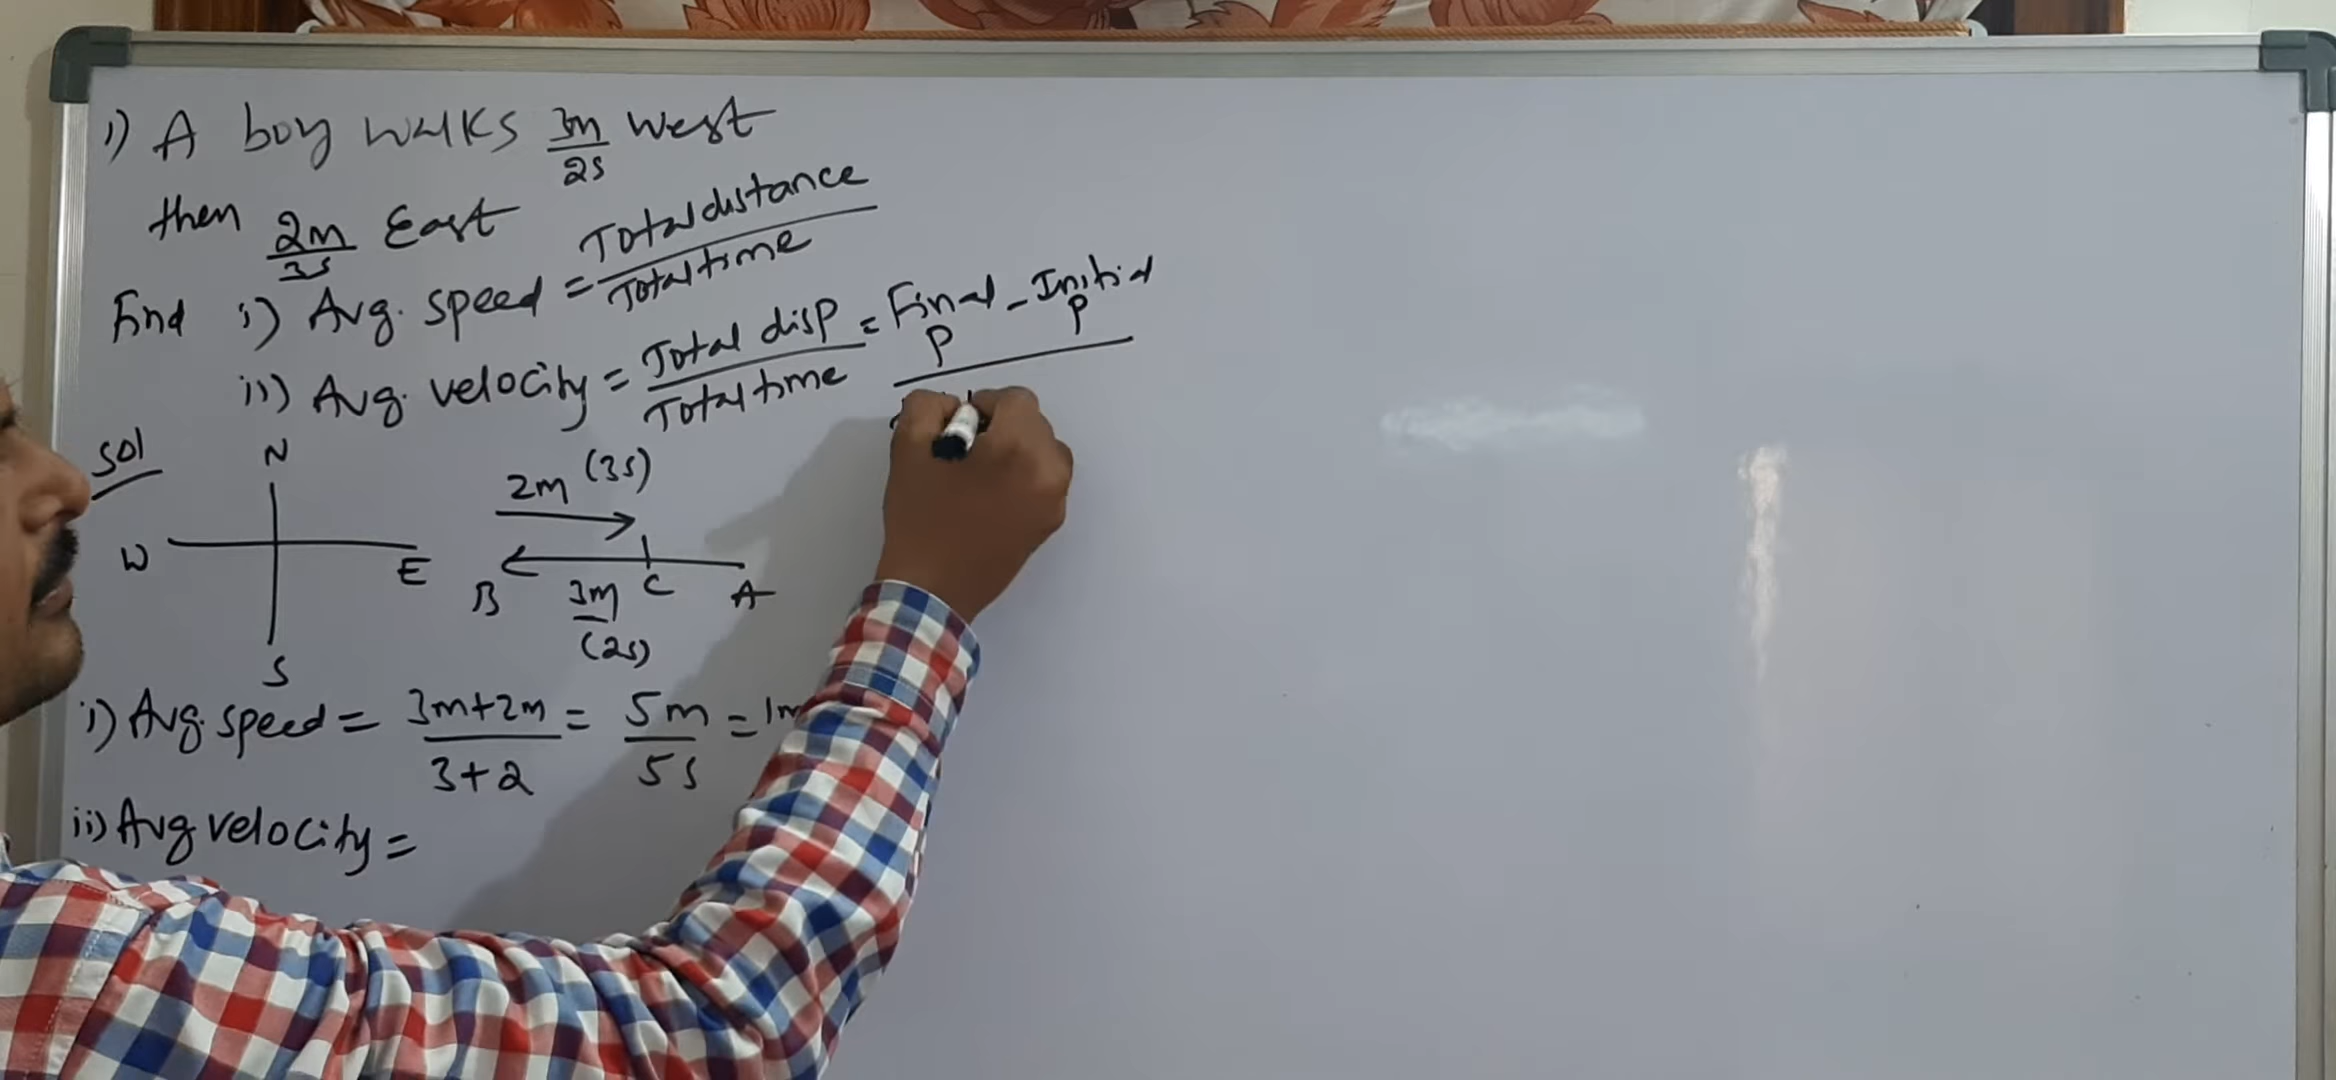 1) A boy walks 3m/2s west
then 2m/3s East
Find i) Avg. speed = Total distance/Total time
ii) Avg. velocity = Total disp/Total time = Final P - Initial P
Sol
N
W E
S
2m (3s)
B C A
3m
(2s)
i) Avg. speed = 3m+2m/3+2 = 5m/5s = 1m
ii) Avg velocity =